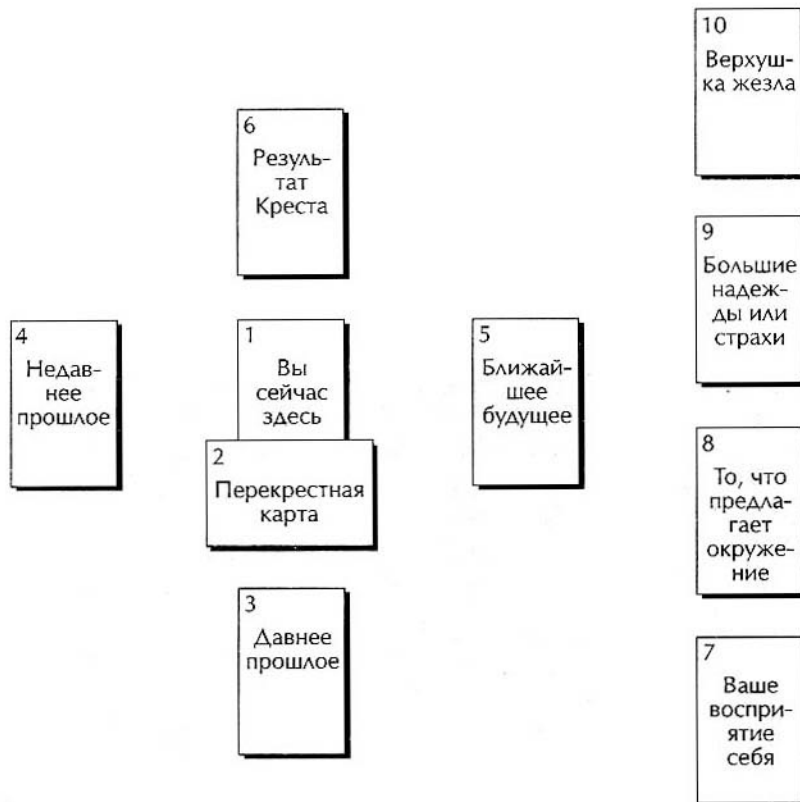 10
Верхуш-
ка жезла
6
Резуль-
тат
Креста
9
Большие
надеж-
ды или
страхи
4
Недав-
нее
прошлое
1
Вы
сейчас
здесь
5
Ближай-
шее
будущее
2
Перекрестная
карта
8
То, что
предла-
гает
окруже-
ние
3
Давнее
прошлое
7
Ваше
воспри-
ятие
себя